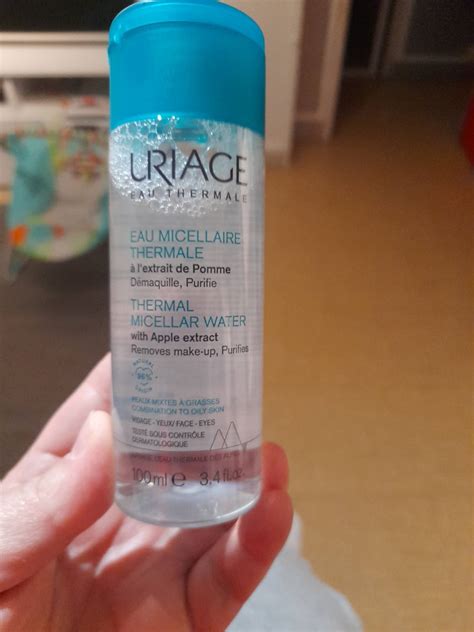 URIAGE
EAU THERMALE
EAU MICELLAIRE
THERMALE
à l'extrait de Pomme
Démaquille, Purifie
THERMAL
MICELLAR WATER
with Apple extract
Removes make-up, Purifies
PEAUX MIXTES À GRASSES
COMBINATION TO OILY SKIN
VISAGE - YEUX/ FACE - EYES
TESTÉ SOUS CONTRÔLE
DERMATOLOGIQUE
100ml e 3.4fl.oz